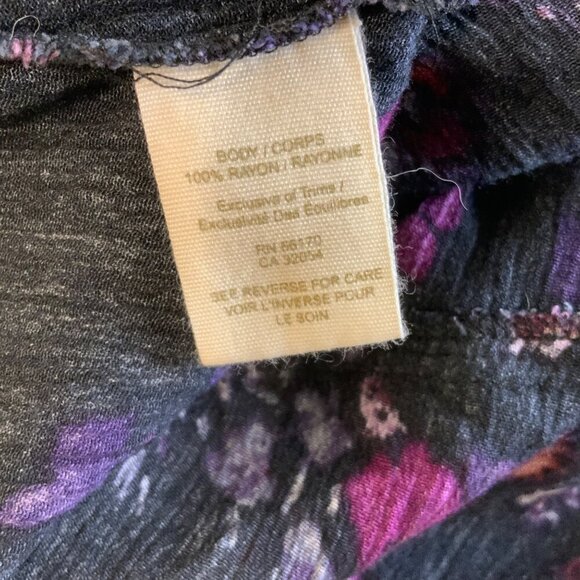 BODY / CORPS
100% RAYON / RAYONNE
Exclusive of Trims /
Exclusivité Des Équilibres
RN 66170
CA 32054
SEE REVERSE FOR CARE
VOIR L'INVERSE POUR
LE SOIN